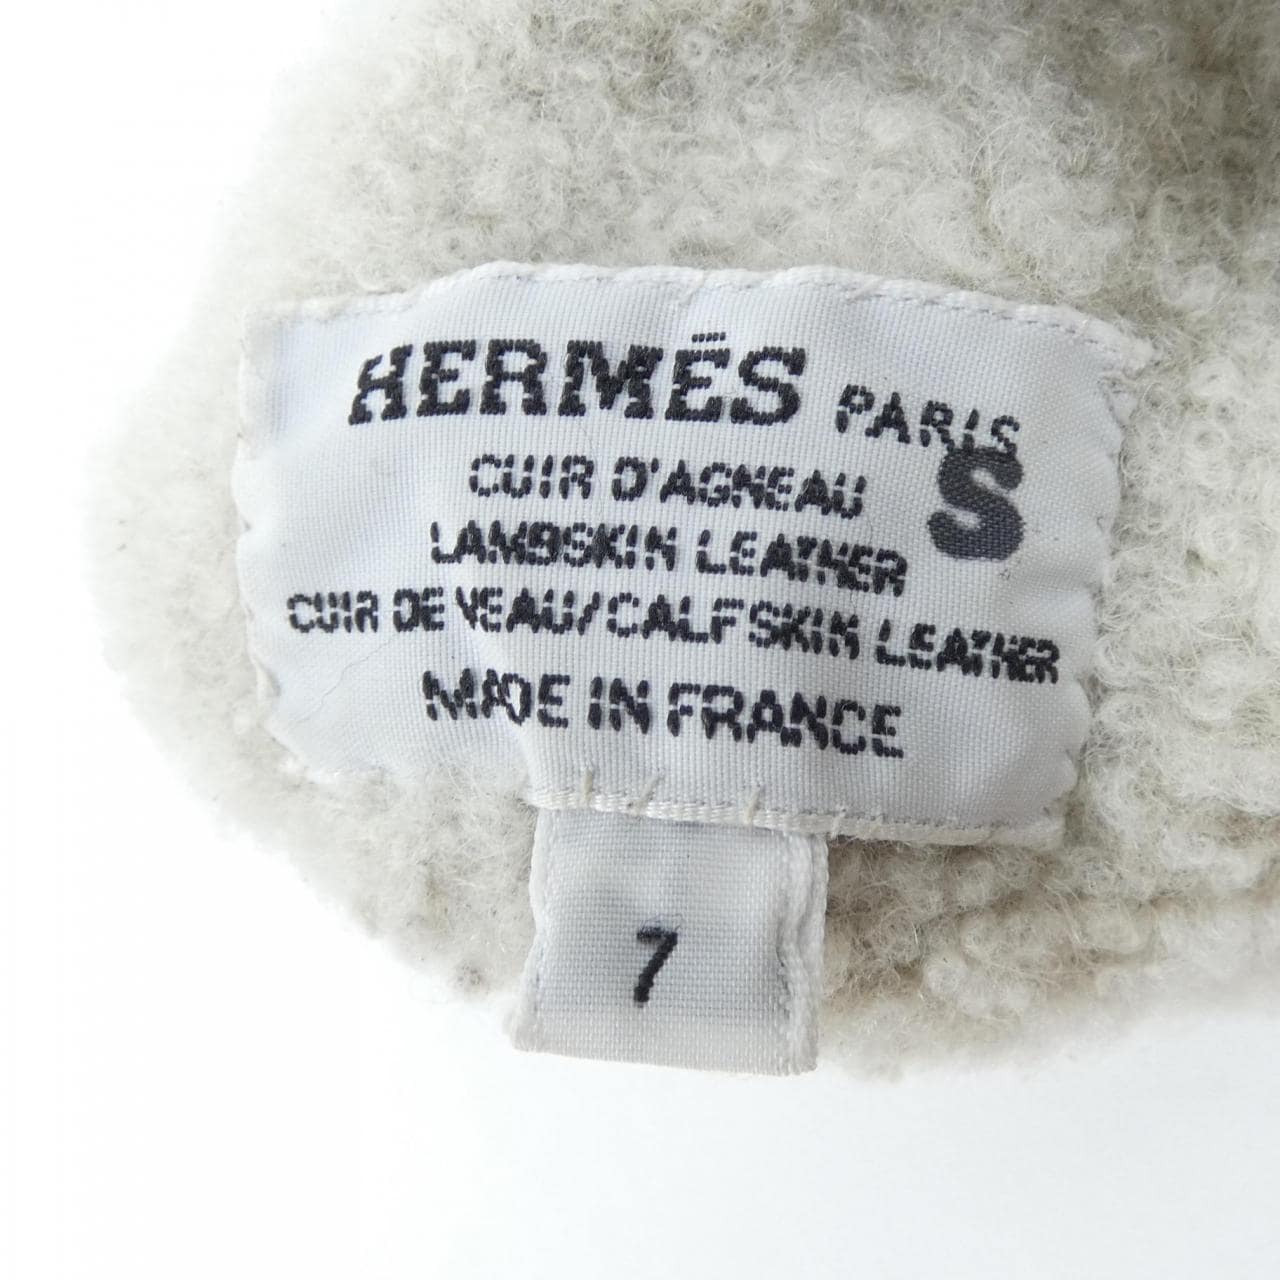 HERMÈS PARIS
S
CUIR D'AGNEAU
LAMBSKIN LEATHER
CUIR DE VEAU/CALFSKIN LEATHER
MADE IN FRANCE
7